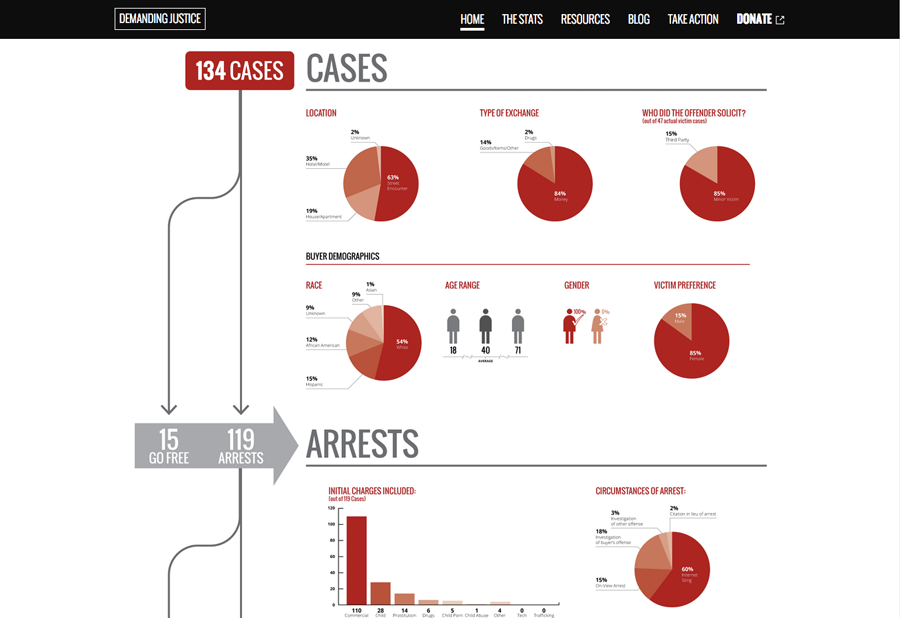 DEMANDING JUSTICE
HOME THE STATS RESOURCES BLOG TAKE ACTION DONATE
134 CASES
CASES
LOCATION
2%
Unknown
35%
Hotel/Motel
63%
Street
Encounter
19%
House/Apartment
TYPE OF EXCHANGE
2%
Drugs
14%
Goods/Items/Other
84%
Money
WHO DID THE OFFENDER SOLICIT?
(out of 47 actual victim cases)
15%
Third Party
85%
Minor Victim
BUYER DEMOGRAPHICS
RACE
1%
Asian
9%
Other
9%
Unknown
12%
African American
15%
Hispanic
54%
White
AGE RANGE
18 40 71
AVERAGE
GENDER
100% 0%
VICTIM PREFERENCE
15%
Male
85%
Female
15
GO FREE
119
ARRESTS
ARRESTS
INITIAL CHARGES INCLUDED:
(out of 119 Cases)
120
100
80
60
40
20
0
110 28 14 6 5 1 4 0 0
Commercial Child Prostitution Drugs Child Porn Child Abuse Other Tech Trafficking
CIRCUMSTANCES OF ARREST:
2%
Citation in lieu of arrest
3%
Investigation
of other offense
18%
Investigation
of buyer's offense
15%
On-View Arrest
60%
Internet
Sting